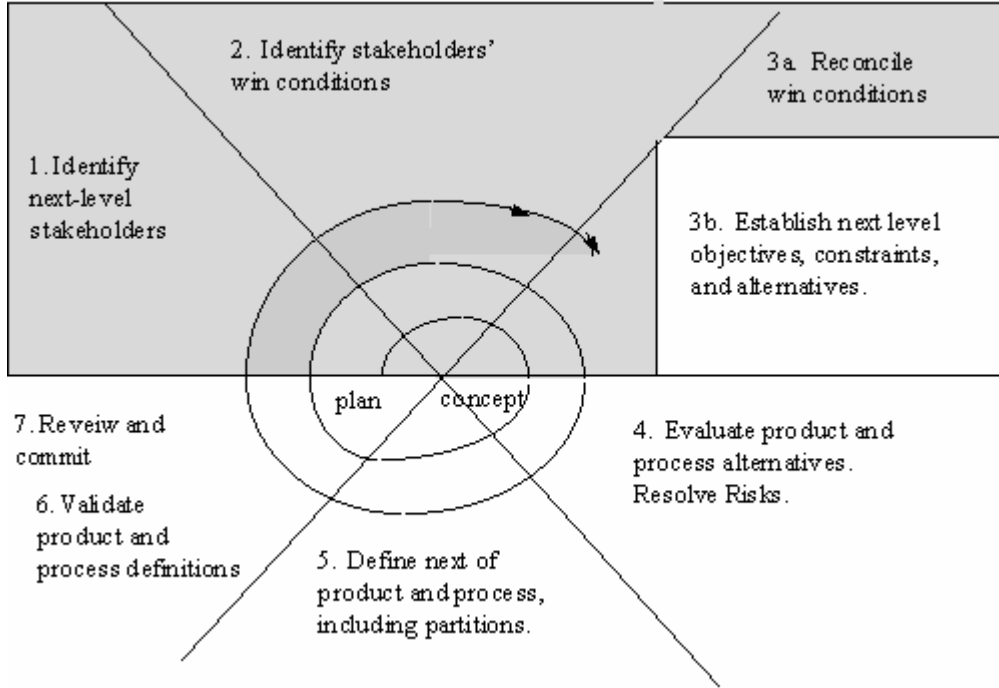 2. Identify stakeholders'
win conditions
3a. Reconcile
win conditions
1. Identify
next-level
stakeholders
3b. Establish next level
objectives, constraints,
and alternatives.
plan
concept
7. Reveiw and
commit
4. Evaluate product and
process alternatives.
Resolve Risks.
6. Validate
product and
process definitions
5. Define next of
product and process,
including partitions.